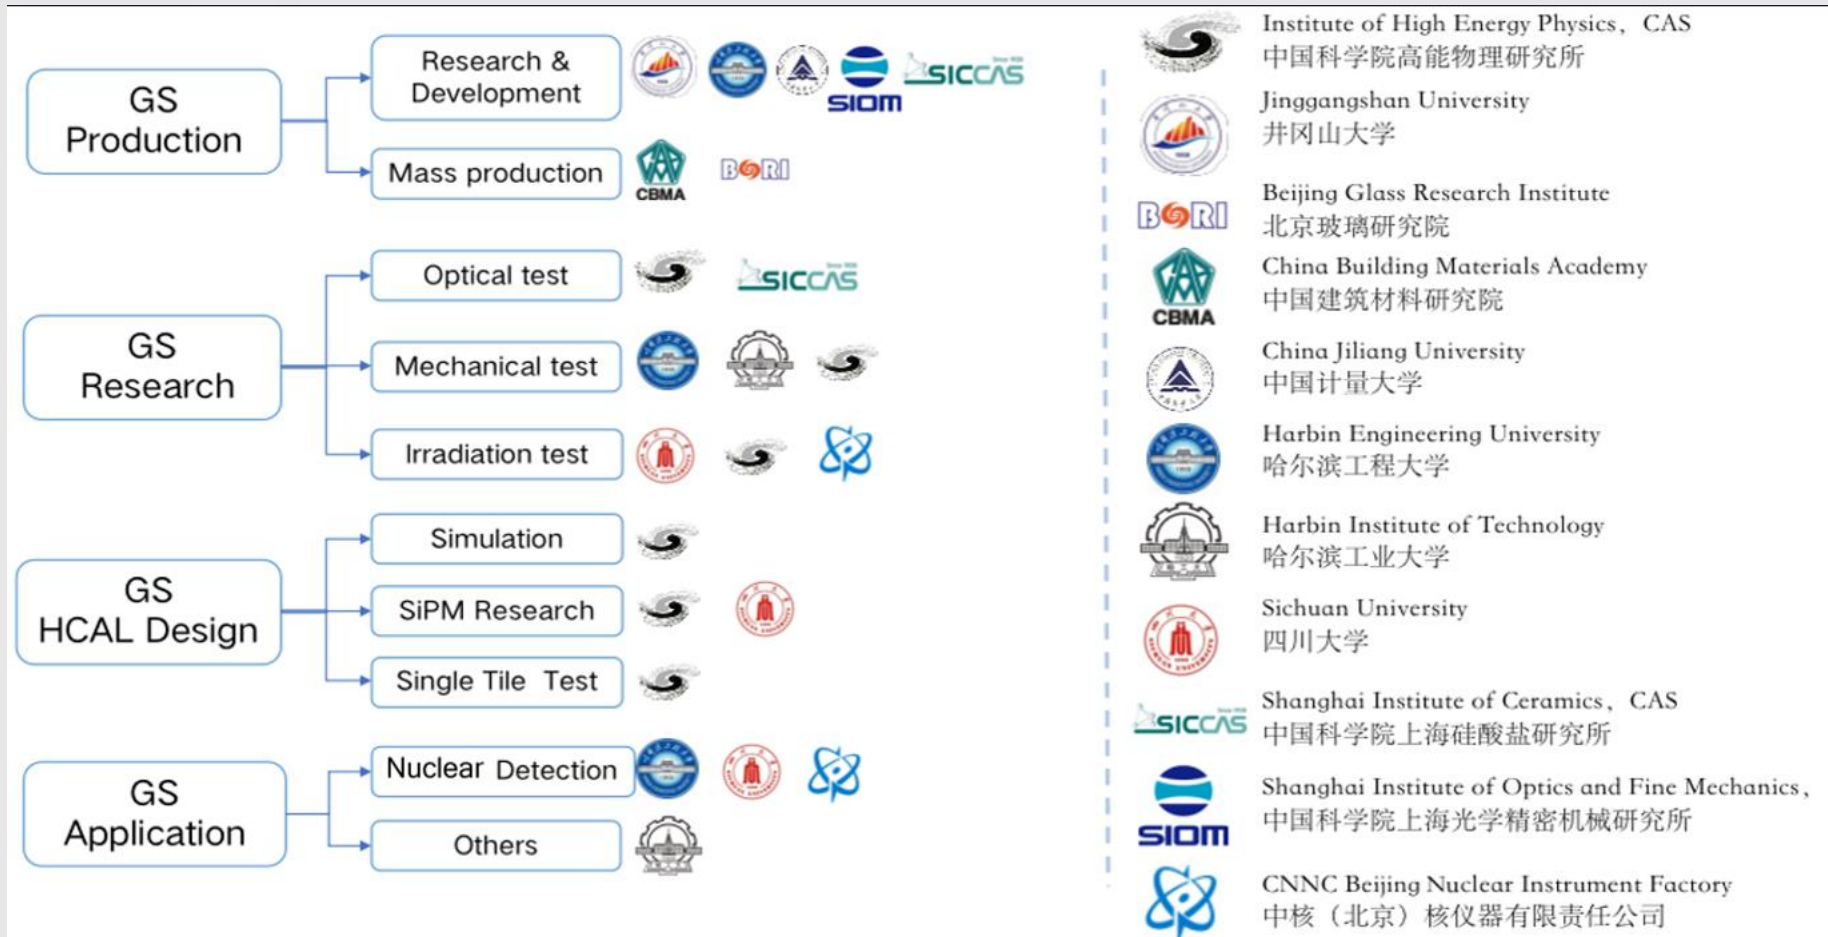 GS
Production
Research &
Development
SIOM
SICCAS
Mass production
CBMA
BGRI
GS
Research
Optical test
SICCAS
Mechanical test
Irradiation test
GS
HCAL Design
Simulation
SiPM Research
Single Tile Test
GS
Application
Nuclear Detection
Others
Institute of High Energy Physics, CAS
中国科学院高能物理研究所
Jinggangshan University
井冈山大学
BGRI
Beijing Glass Research Institute
北京玻璃研究院
CBMA
China Building Materials Academy
中国建筑材料研究院
China Jiliang University
中国计量大学
Harbin Engineering University
哈尔滨工程大学
Harbin Institute of Technology
哈尔滨工业大学
Sichuan University
四川大学
SICCAS
Shanghai Institute of Ceramics, CAS
中国科学院上海硅酸盐研究所
SIOM
Shanghai Institute of Optics and Fine Mechanics,
中国科学院上海光学精密机械研究所
CNNC Beijing Nuclear Instrument Factory
中核（北京）核仪器有限责任公司